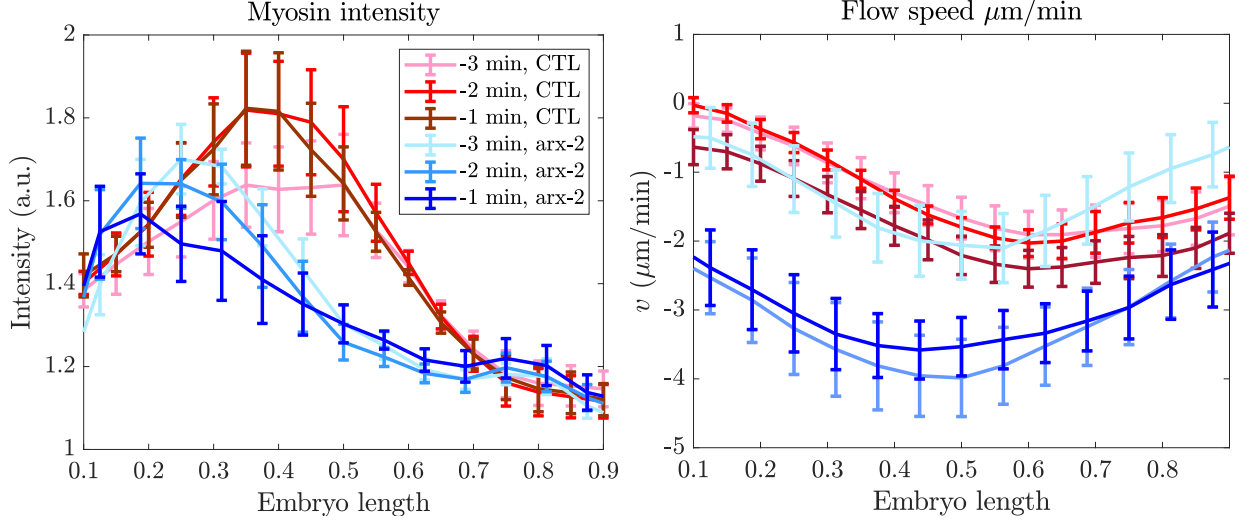 Myosin intensity
Intensity (a.u.)
2
1.8
1.6
1.4
1.2
1
-3 min, CTL
-2 min, CTL
-1 min, CTL
-3 min, arx-2
-2 min, arx-2
-1 min, arx-2
0.1 0.2 0.3 0.4 0.5 0.6 0.7 0.8 0.9
Embryo length
Flow speed μm/min
v (μm/min)
0
-1
-2
-3
-4
-5
0.1 0.2 0.3 0.4 0.5 0.6 0.7 0.8
Embryo length